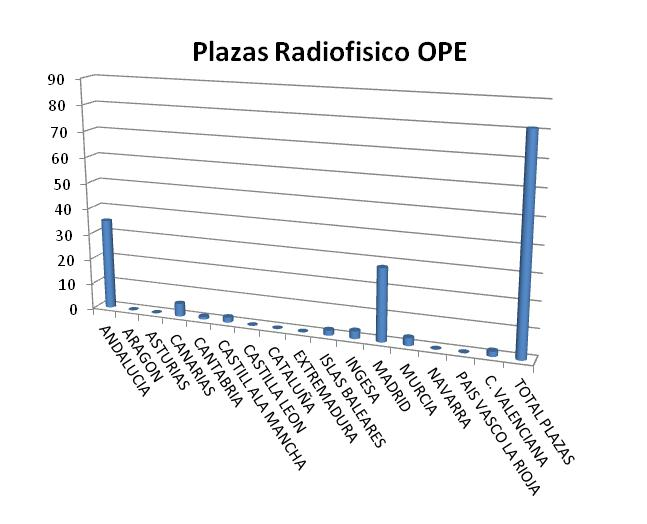 Plazas Radiofisico OPE
90
80
70
60
50
40
30
20
10
0
ANDALUCIA
ARAGON
ASTURIAS
CANARIAS
CANTABRIA
CASTILL ALA MANCHA
CASTILLA LEON
CATALUÑA
EXTREMADURA
ISLAS BALEARES
INGESA
MADRID
MURCIA
NAVARRA
PAIS VASCO LA RIOJA
C. VALENCIANA
TOTAL PLAZAS